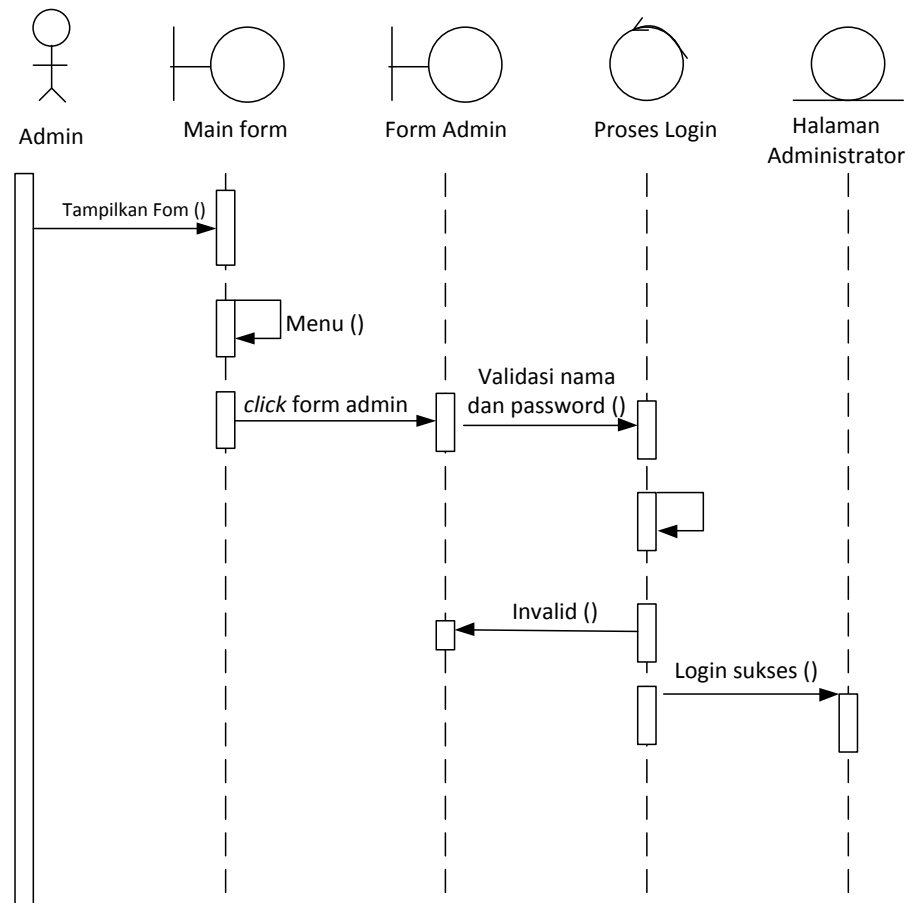 Admin
Main form
Form Admin
Proses Login
Halaman
Administrator
Tampilkan Fom ()
Menu ()
click form admin
Validasi nama
dan password ()
Invalid ()
Login sukses ()